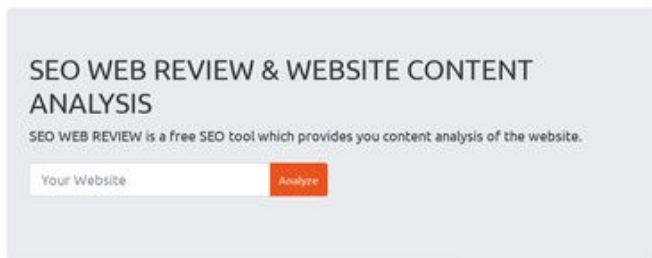 SEO WEB REVIEW & WEBSITE CONTENT
ANALYSIS
SEO WEB REVIEW is a free SEO tool which provides you content analysis of the website.
Your Website
Analyze